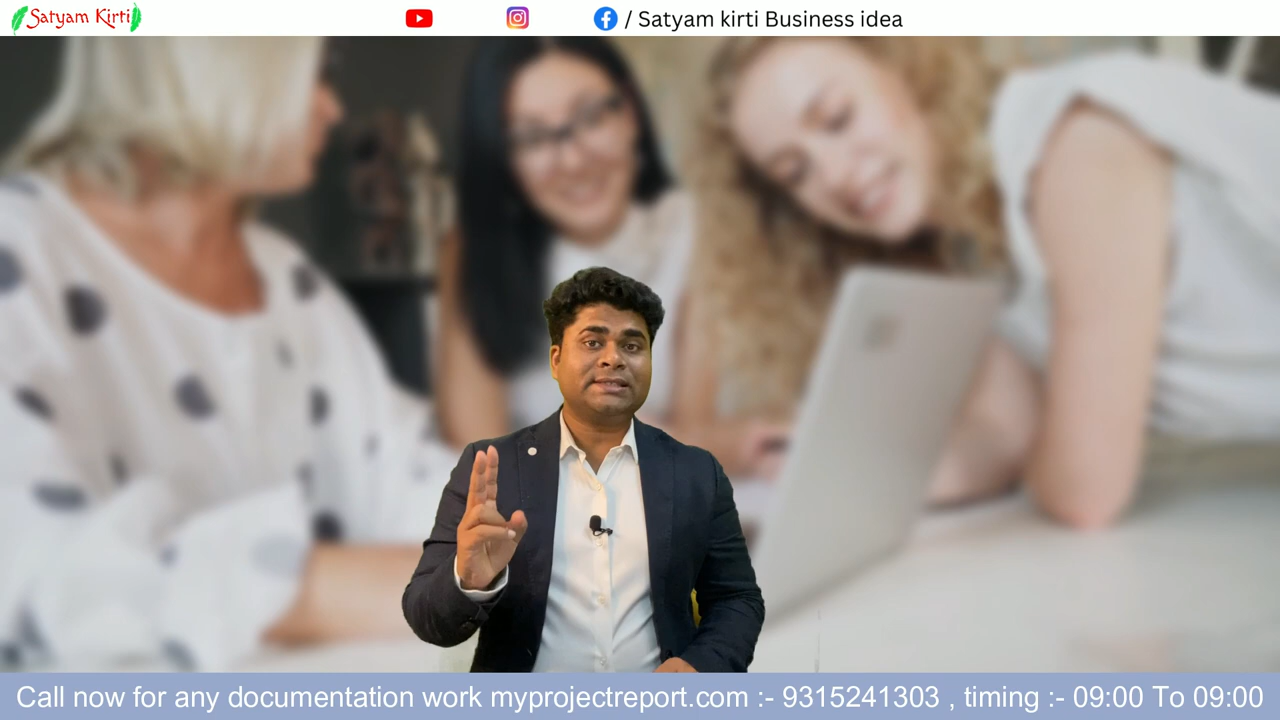 Satyam Kirti
/ Satyam kirti Business idea
Call now for any documentation work myprojectreport.com :- 9315241303 , timing :- 09:00 To 09:00